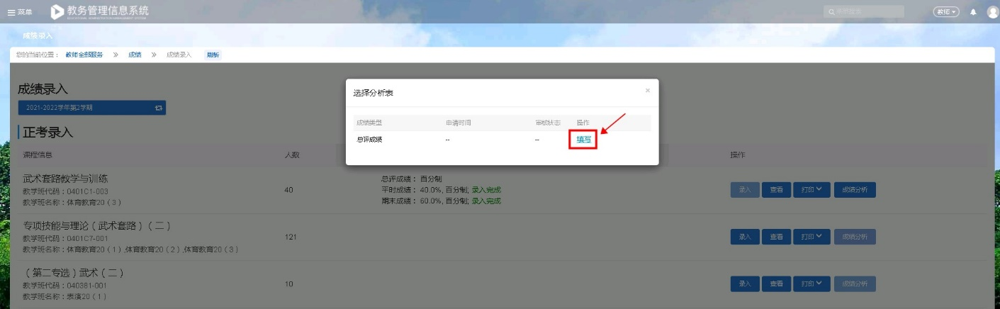 菜单
教务管理信息系统
教师
成绩录入
您的当前位置：
教师全部服务
成绩
成绩录入
刷新
成绩录入
2021-2022学年第2学期
正考录入
课程信息
人数
操作
选择分析表
×
成绩类型
申请时间
审核状态
操作
总评成绩
--
--
填写
武术套路教学与训练
教学班代码：0401C1-003
教学班名称：体育教育20（3）
40
总评成绩： 百分制
平时成绩： 40.0%, 百分制; 录入完成
期末成绩： 60.0%, 百分制; 录入完成
录入
查看
打印
成绩分析
专项技能与理论（武术套路）（二）
教学班代码：0401C7-001
教学班名称：体育教育20（1）,体育教育20（2）,体育教育20（3）
121
录入
查看
打印
成绩分析
（第二专选）武术（二）
教学班代码：040381-001
教学班名称：表演20（1）
10
录入
查看
打印
成绩分析